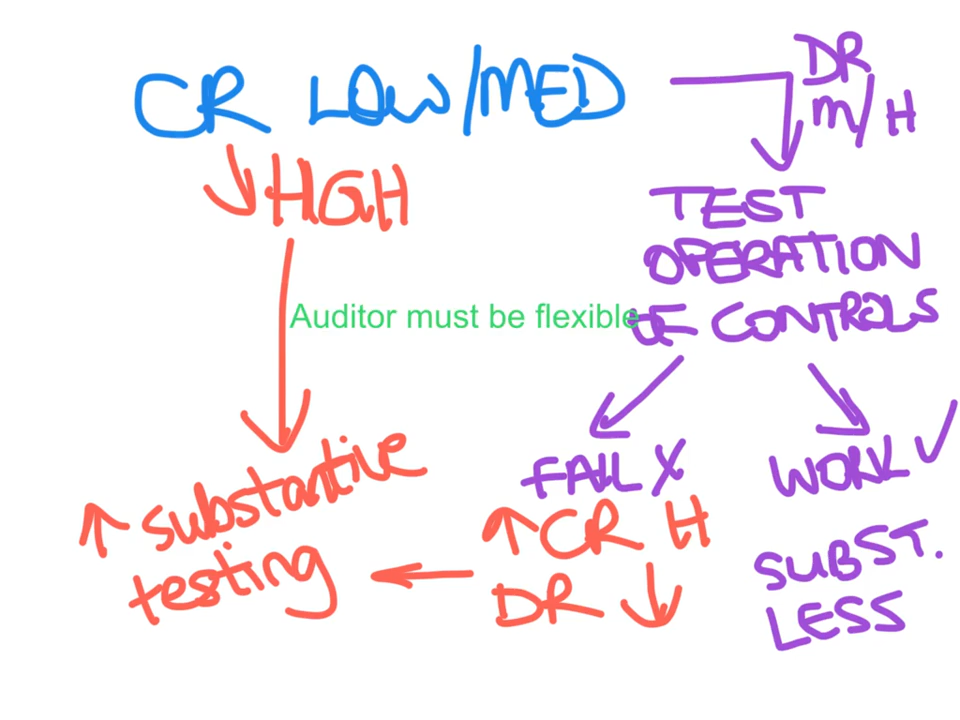 CR LOW/MED
DR
M/H
↓ HIGH
TEST
OPERATION
OF CONTROLS
Auditor must be flexible
FAIL X
WORK ✓
↑ CR H
DR ↓
↑ substantive
testing
SUBST.
LESS